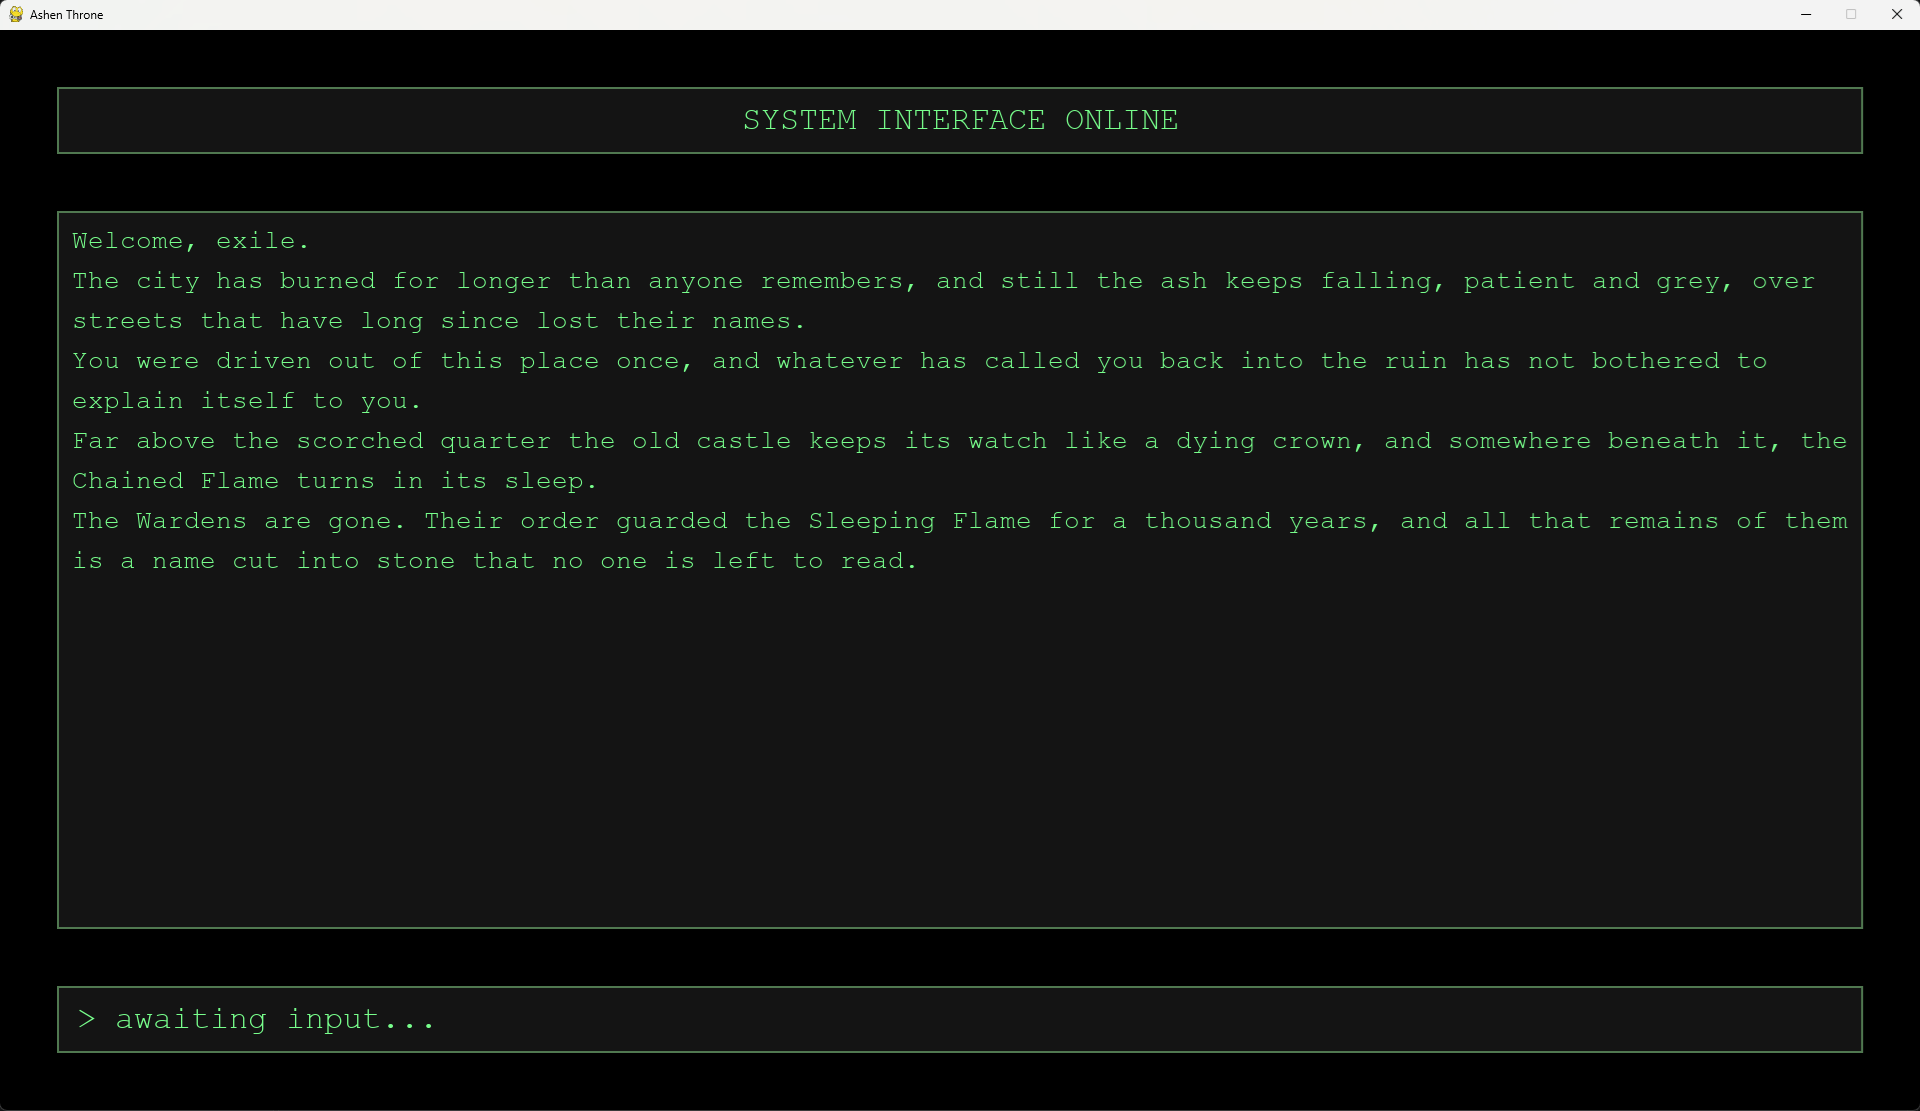 Ashen Throne
SYSTEM INTERFACE ONLINE
Welcome, exile.
The city has burned for longer than anyone remembers, and still the ash keeps falling, patient and grey, over
streets that have long since lost their names.
You were driven out of this place once, and whatever has called you back into the ruin has not bothered to
explain itself to you.
Far above the scorched quarter the old castle keeps its watch like a dying crown, and somewhere beneath it, the
Chained Flame turns in its sleep.
The Wardens are gone. Their order guarded the Sleeping Flame for a thousand years, and all that remains of them
is a name cut into stone that no one is left to read.
> awaiting input...